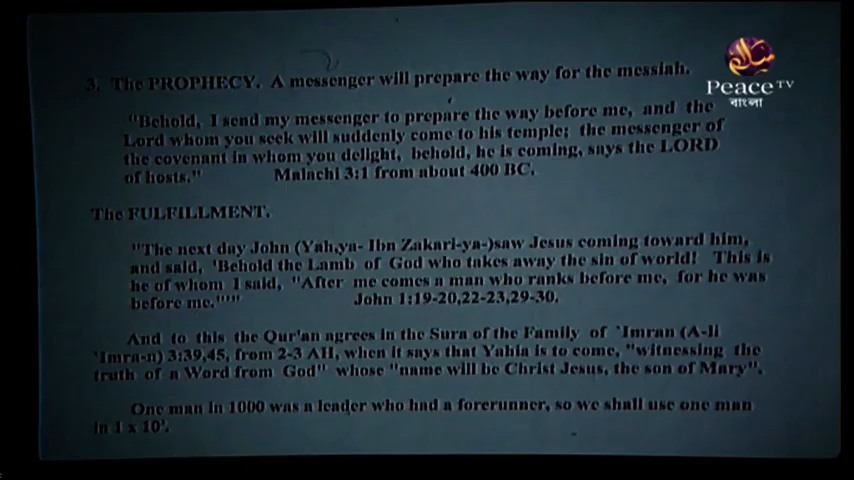 3. The PROPHECY. A messenger will prepare the way for the messiah.
"Behold, I send my messenger to prepare the way before me, and the
Lord whom you seek will suddenly come to his temple; the messenger of
the covenant in whom you delight, behold, he is coming, says the LORD
of hosts." Malachi 3:1 from about 400 BC.
The FULFILLMENT.
"The next day John (Yah,ya- Ibn Zakari-ya-)saw Jesus coming toward him,
and said, 'Behold the Lamb of God who takes away the sin of world! This is
he of whom I said, "After me comes a man who ranks before me, for he was
before me."'" John 1:19-20,22-23,29-30.
And to this the Qur'an agrees in the Sura of the Family of `Imran (A-li
`Imra-n) 3:39,45, from 2-3 AH, when it says that Yahia is to come, "witnessing the
truth of a Word from God" whose "name will be Christ Jesus, the son of Mary".
One man in 1000 was a leader who had a forerunner, so we shall use one man
in 1 x 10³.
Peace TV
বাংলা